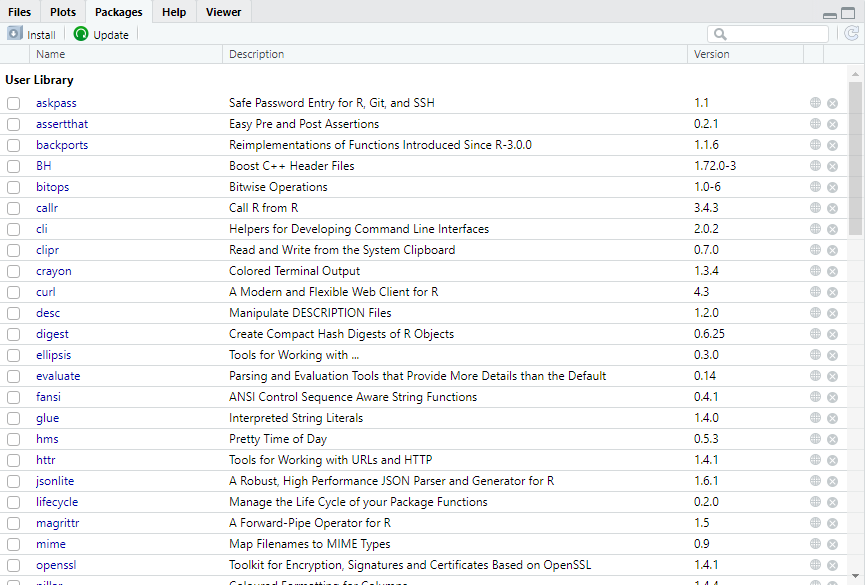 Files Plots Packages Help Viewer
Install Update
Name Description Version
User Library
askpass Safe Password Entry for R, Git, and SSH 1.1
assertthat Easy Pre and Post Assertions 0.2.1
backports Reimplementations of Functions Introduced Since R-3.0.0 1.1.6
BH Boost C++ Header Files 1.72.0-3
bitops Bitwise Operations 1.0-6
callr Call R from R 3.4.3
cli Helpers for Developing Command Line Interfaces 2.0.2
clipr Read and Write from the System Clipboard 0.7.0
crayon Colored Terminal Output 1.3.4
curl A Modern and Flexible Web Client for R 4.3
desc Manipulate DESCRIPTION Files 1.2.0
digest Create Compact Hash Digests of R Objects 0.6.25
ellipsis Tools for Working with ... 0.3.0
evaluate Parsing and Evaluation Tools that Provide More Details than the Default 0.14
fansi ANSI Control Sequence Aware String Functions 0.4.1
glue Interpreted String Literals 1.4.0
hms Pretty Time of Day 0.5.3
httr Tools for Working with URLs and HTTP 1.4.1
jsonlite A Robust, High Performance JSON Parser and Generator for R 1.6.1
lifecycle Manage the Life Cycle of your Package Functions 0.2.0
magrittr A Forward-Pipe Operator for R 1.5
mime Map Filenames to MIME Types 0.9
openssl Toolkit for Encryption, Signatures and Certificates Based on OpenSSL 1.4.1
pillar Coloured Formatting for Columns 1.4.4